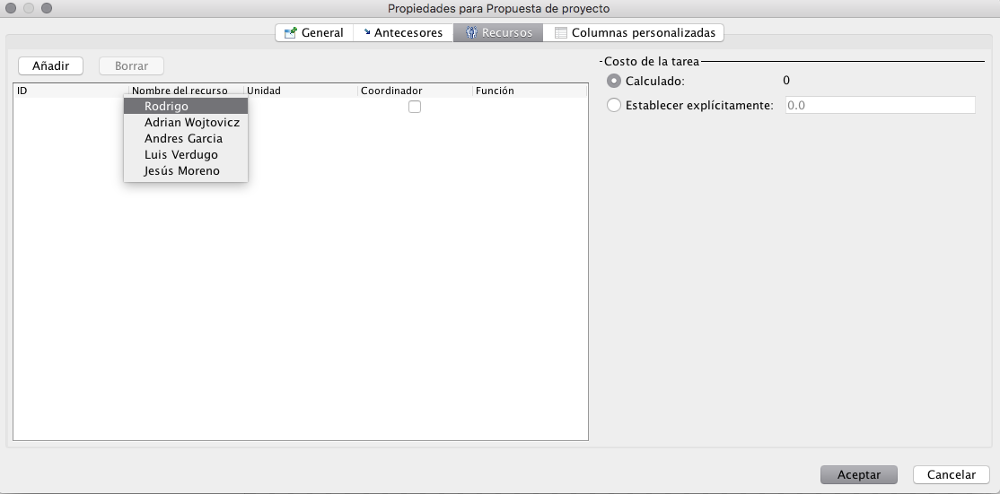 Propiedades para Propuesta de proyecto
General Antecesores Recursos Columnas personalizadas
Añadir Borrar
ID Nombre del recurso Unidad Coordinador Función
Rodrigo
Adrian Wojtovicz
Andres Garcia
Luis Verdugo
Jesús Moreno
Costo de la tarea
Calculado: 0
Establecer explícitamente: 0.0
Aceptar Cancelar